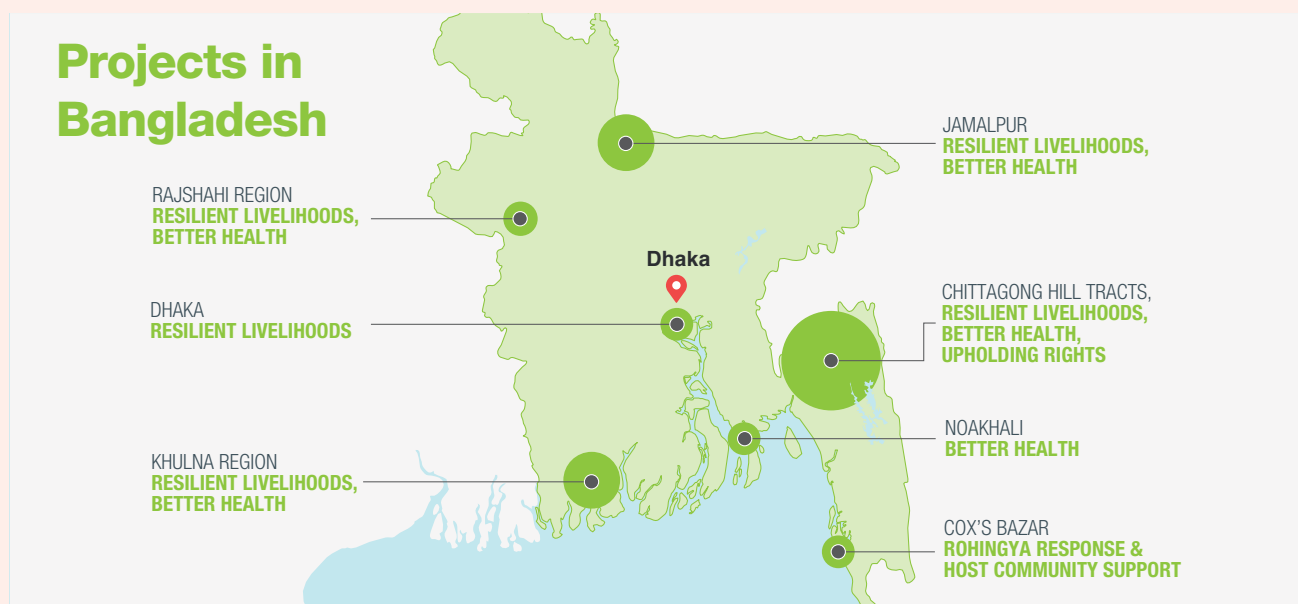 Projects in
Bangladesh
RAJSHAHI REGION
RESILIENT LIVELIHOODS,
BETTER HEALTH
DHAKA
RESILIENT LIVELIHOODS
KHULNA REGION
RESILIENT LIVELIHOODS,
BETTER HEALTH
Dhaka
JAMALPUR
RESILIENT LIVELIHOODS,
BETTER HEALTH
CHITTAGONG HILL TRACTS,
RESILIENT LIVELIHOODS,
BETTER HEALTH,
UPHOLDING RIGHTS
NOAKHALI
BETTER HEALTH
COX'S BAZAR
ROHINGYA RESPONSE &
HOST COMMUNITY SUPPORT